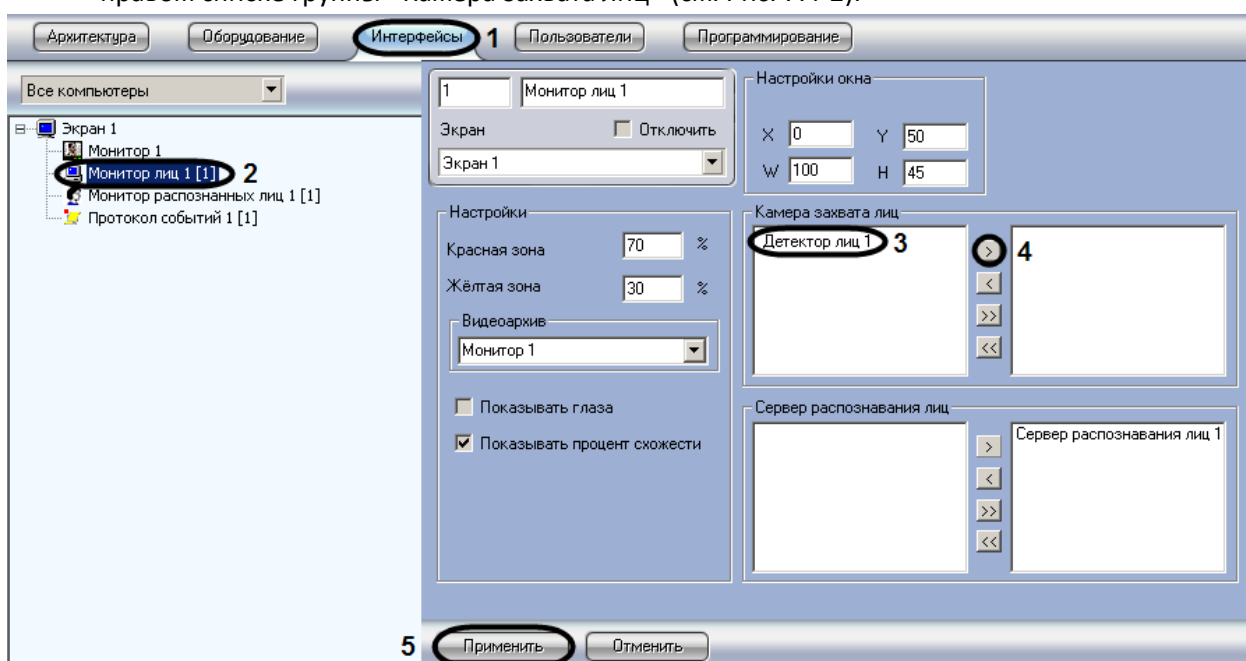 Архитектура Оборудование Интерфейсы 1 Пользователи Программирование
Все компьютеры
Экран 1
Монитор 1
Монитор лиц 1 [1] 2
Монитор распознанных лиц 1 [1]
Протокол событий 1 [1]
1 Монитор лиц 1
Экран Отключить
Экран 1
Настройки окна
X 0 Y 50
W 100 H 45
Настройки
Красная зона 70 %
Жёлтая зона 30 %
Видеоархив
Монитор 1
Показывать глаза
Показывать процент схожести
Камера захвата лиц
Детектор лиц 1 3
> 4
<
>>
<<
Сервер распознавания лиц
> Сервер распознавания лиц 1
<
>>
<<
5 Применить Отменить